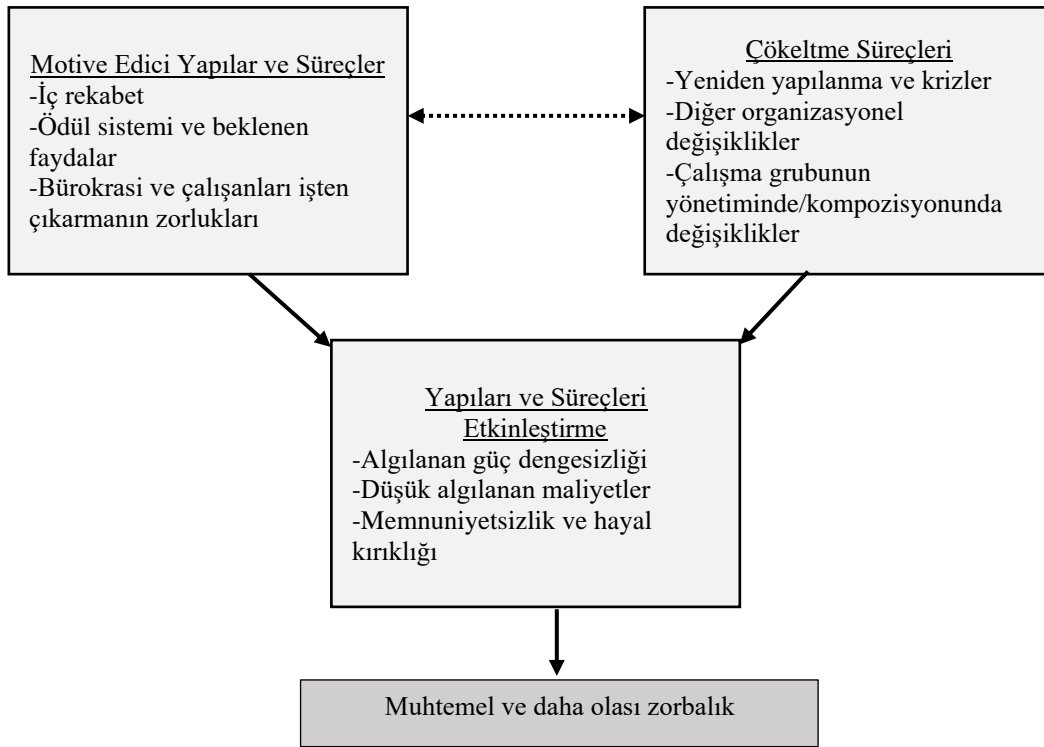 Motive Edici Yapılar ve Süreçler
-İç rekabet
-Ödül sistemi ve beklenen
faydalar
-Bürokrasi ve çalışanları işten
çıkarmanın zorlukları
Çökeltme Süreçleri
-Yeniden yapılanma ve krizler
-Diğer organizasyonel
değişiklikler
-Çalışma grubunun
yönetiminde/kompozisyonunda
değişiklikler
Yapıları ve Süreçleri
Etkinleştirme
-Algılanan güç dengesizliği
-Düşük algılanan maliyetler
-Memnuniyetsizlik ve hayal
kırıklığı
Muhtemel ve daha olası zorbalık